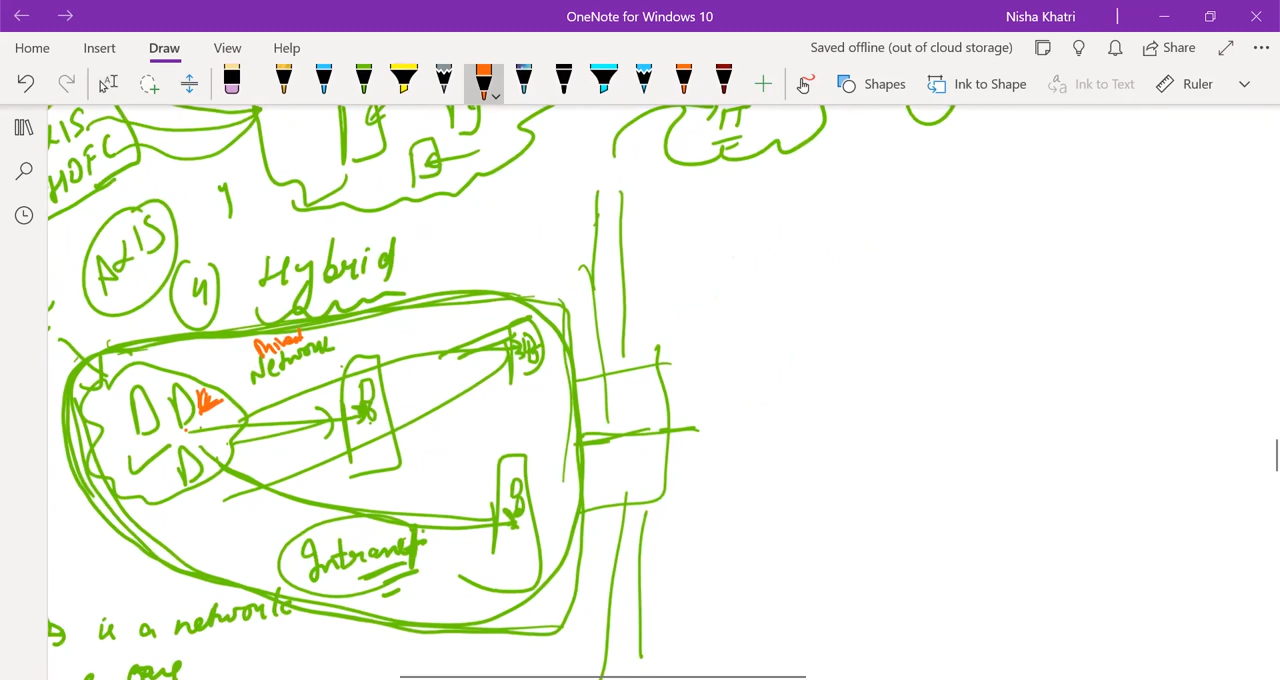 OneNote for Windows 10
Nisha Khatri
Home Insert Draw View Help
Saved offline (out of cloud storage)
Share
Shapes
Ink to Shape
Ink to Text
Ruler
HDFC
AXIS
(4) Hybrid
Mixed
Network
B
Intranet
is a network